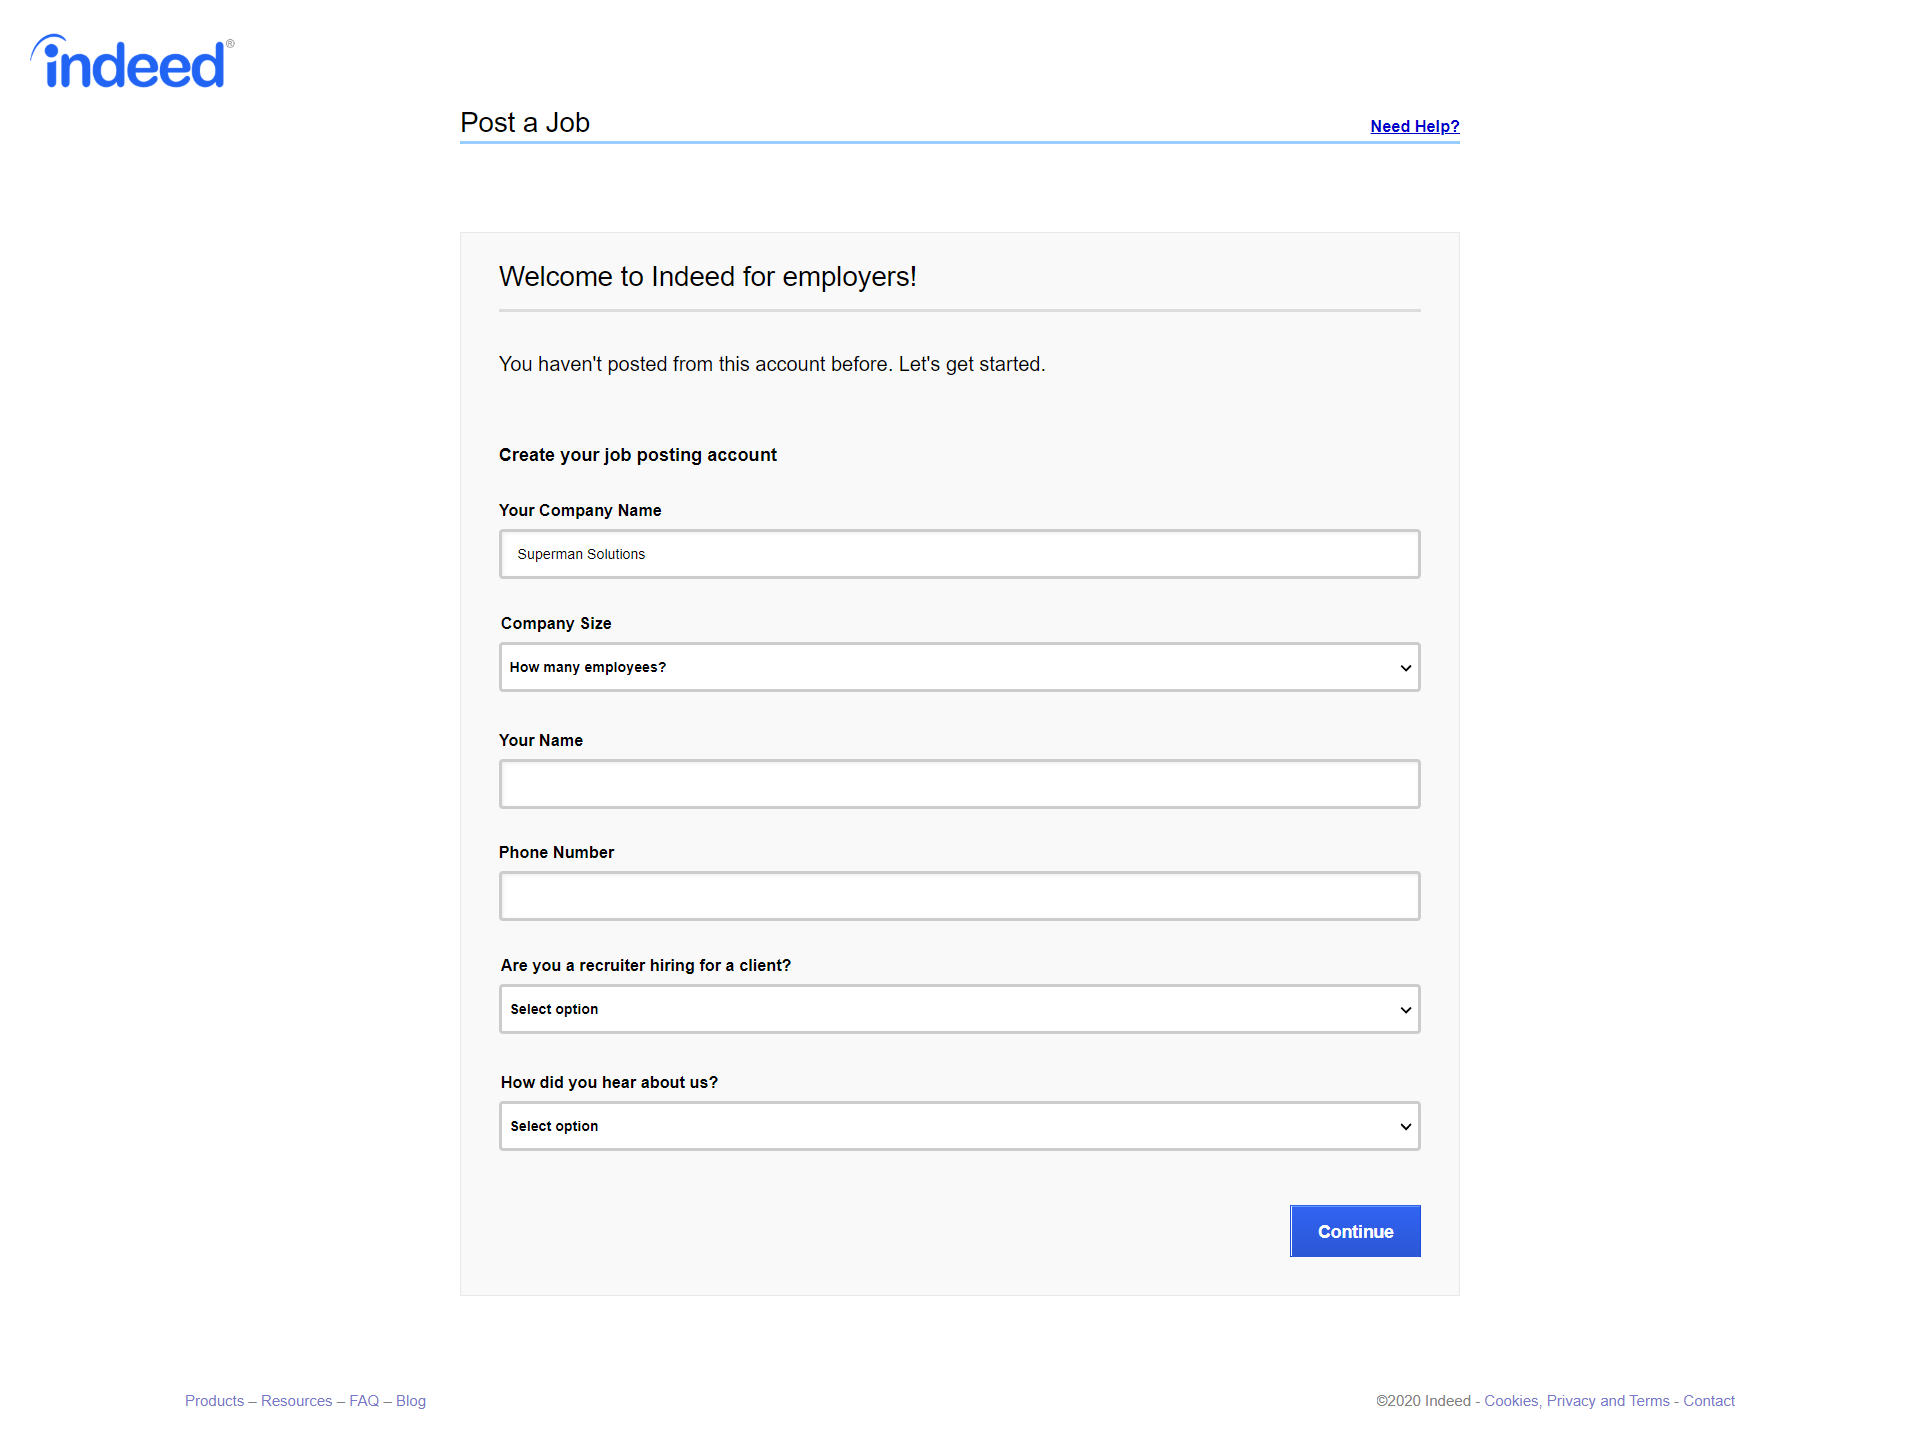 indeed®
Post a Job
Need Help?
Welcome to Indeed for employers!
You haven't posted from this account before. Let's get started.
Create your job posting account
Your Company Name
Superman Solutions
Company Size
How many employees?
Your Name
Phone Number
Are you a recruiter hiring for a client?
Select option
How did you hear about us?
Select option
Continue
Products – Resources – FAQ – Blog
©2020 Indeed - Cookies, Privacy and Terms - Contact